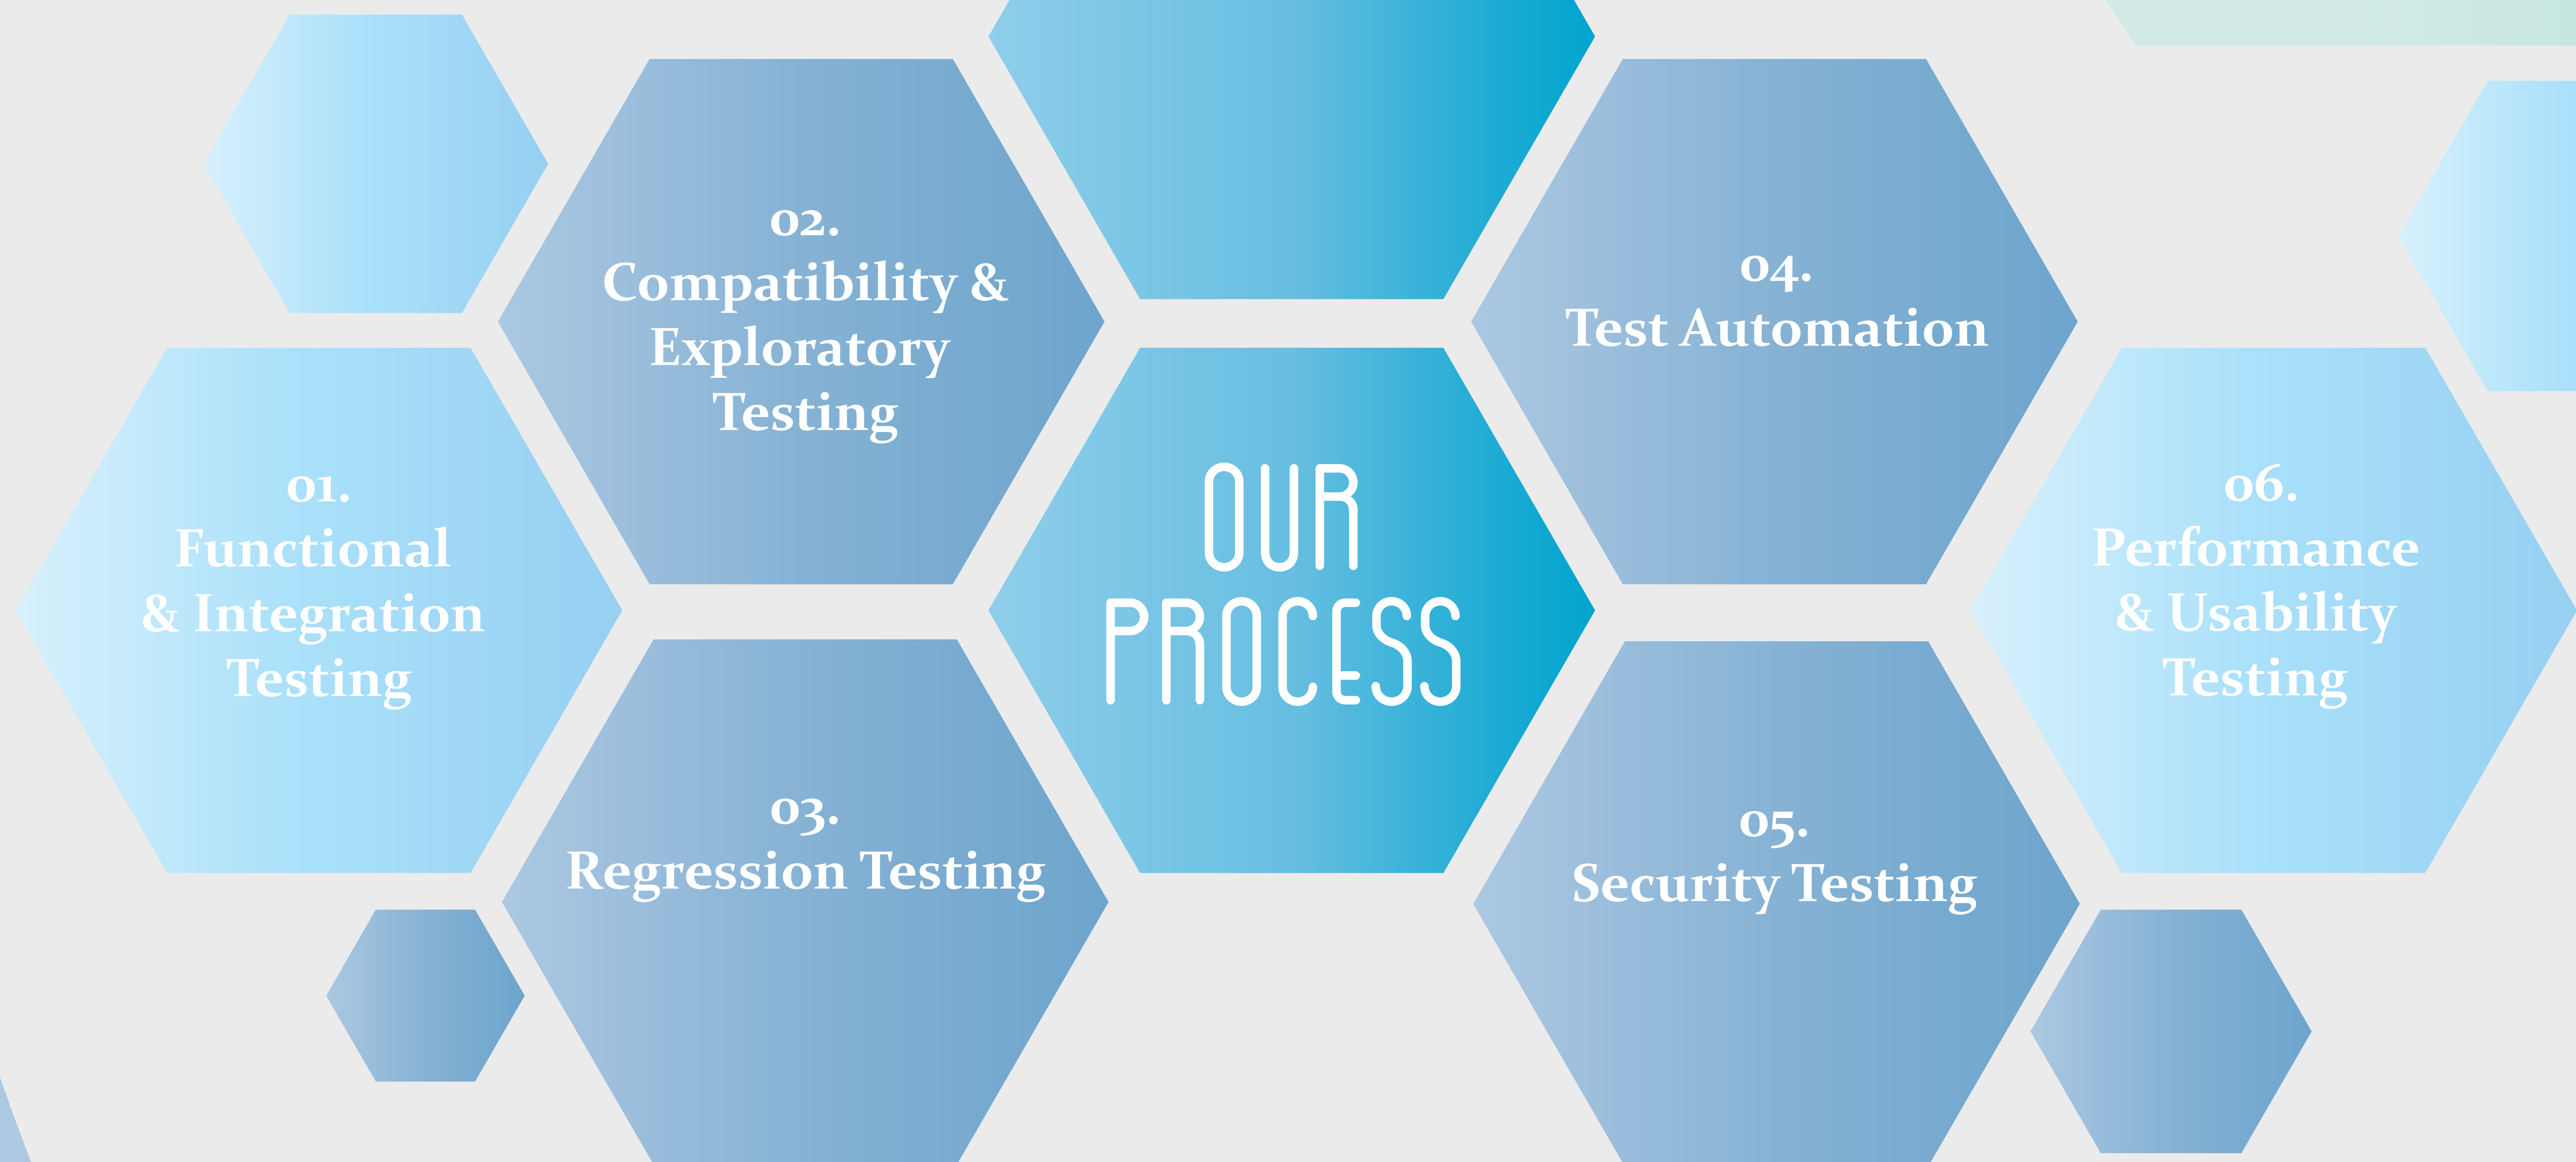 01.
Functional
& Integration
Testing
02.
Compatibility &
Exploratory
Testing
03.
Regression Testing
OUR
PROCESS
04.
Test Automation
05.
Security Testing
06.
Performance
& Usability
Testing